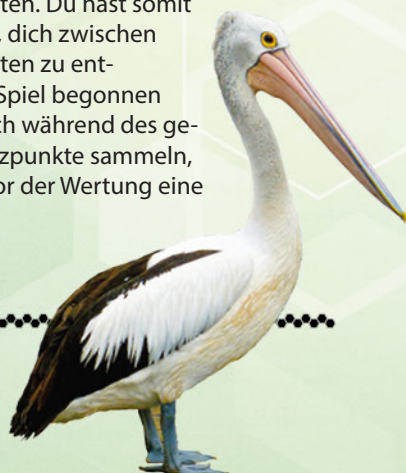 ten. Du hast somit
, dich zwischen
ten zu ent-
Spiel begonnen
ch während des ge-
zpunkte sammeln,
or der Wertung eine